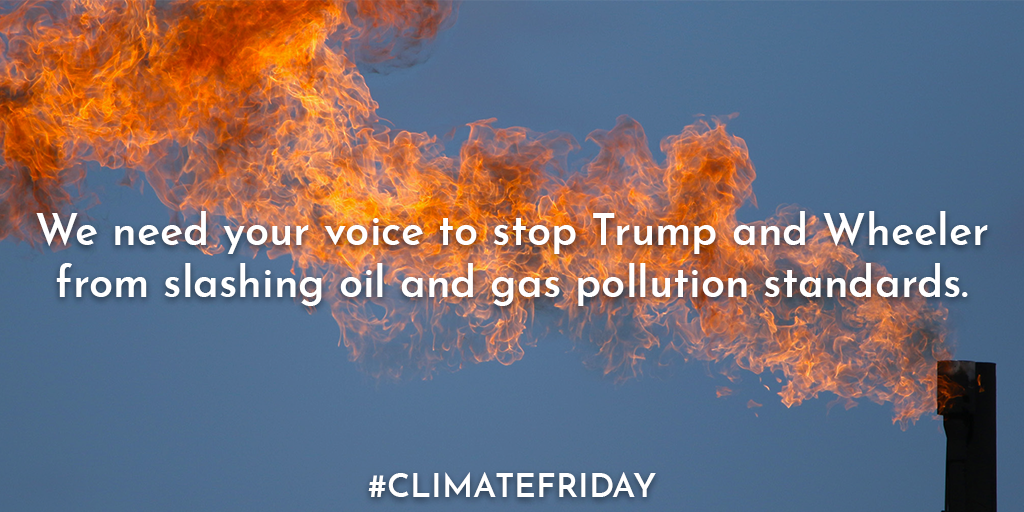 We need your voice to stop Trump and Wheeler
from slashing oil and gas pollution standards.
#CLIMATEFRIDAY